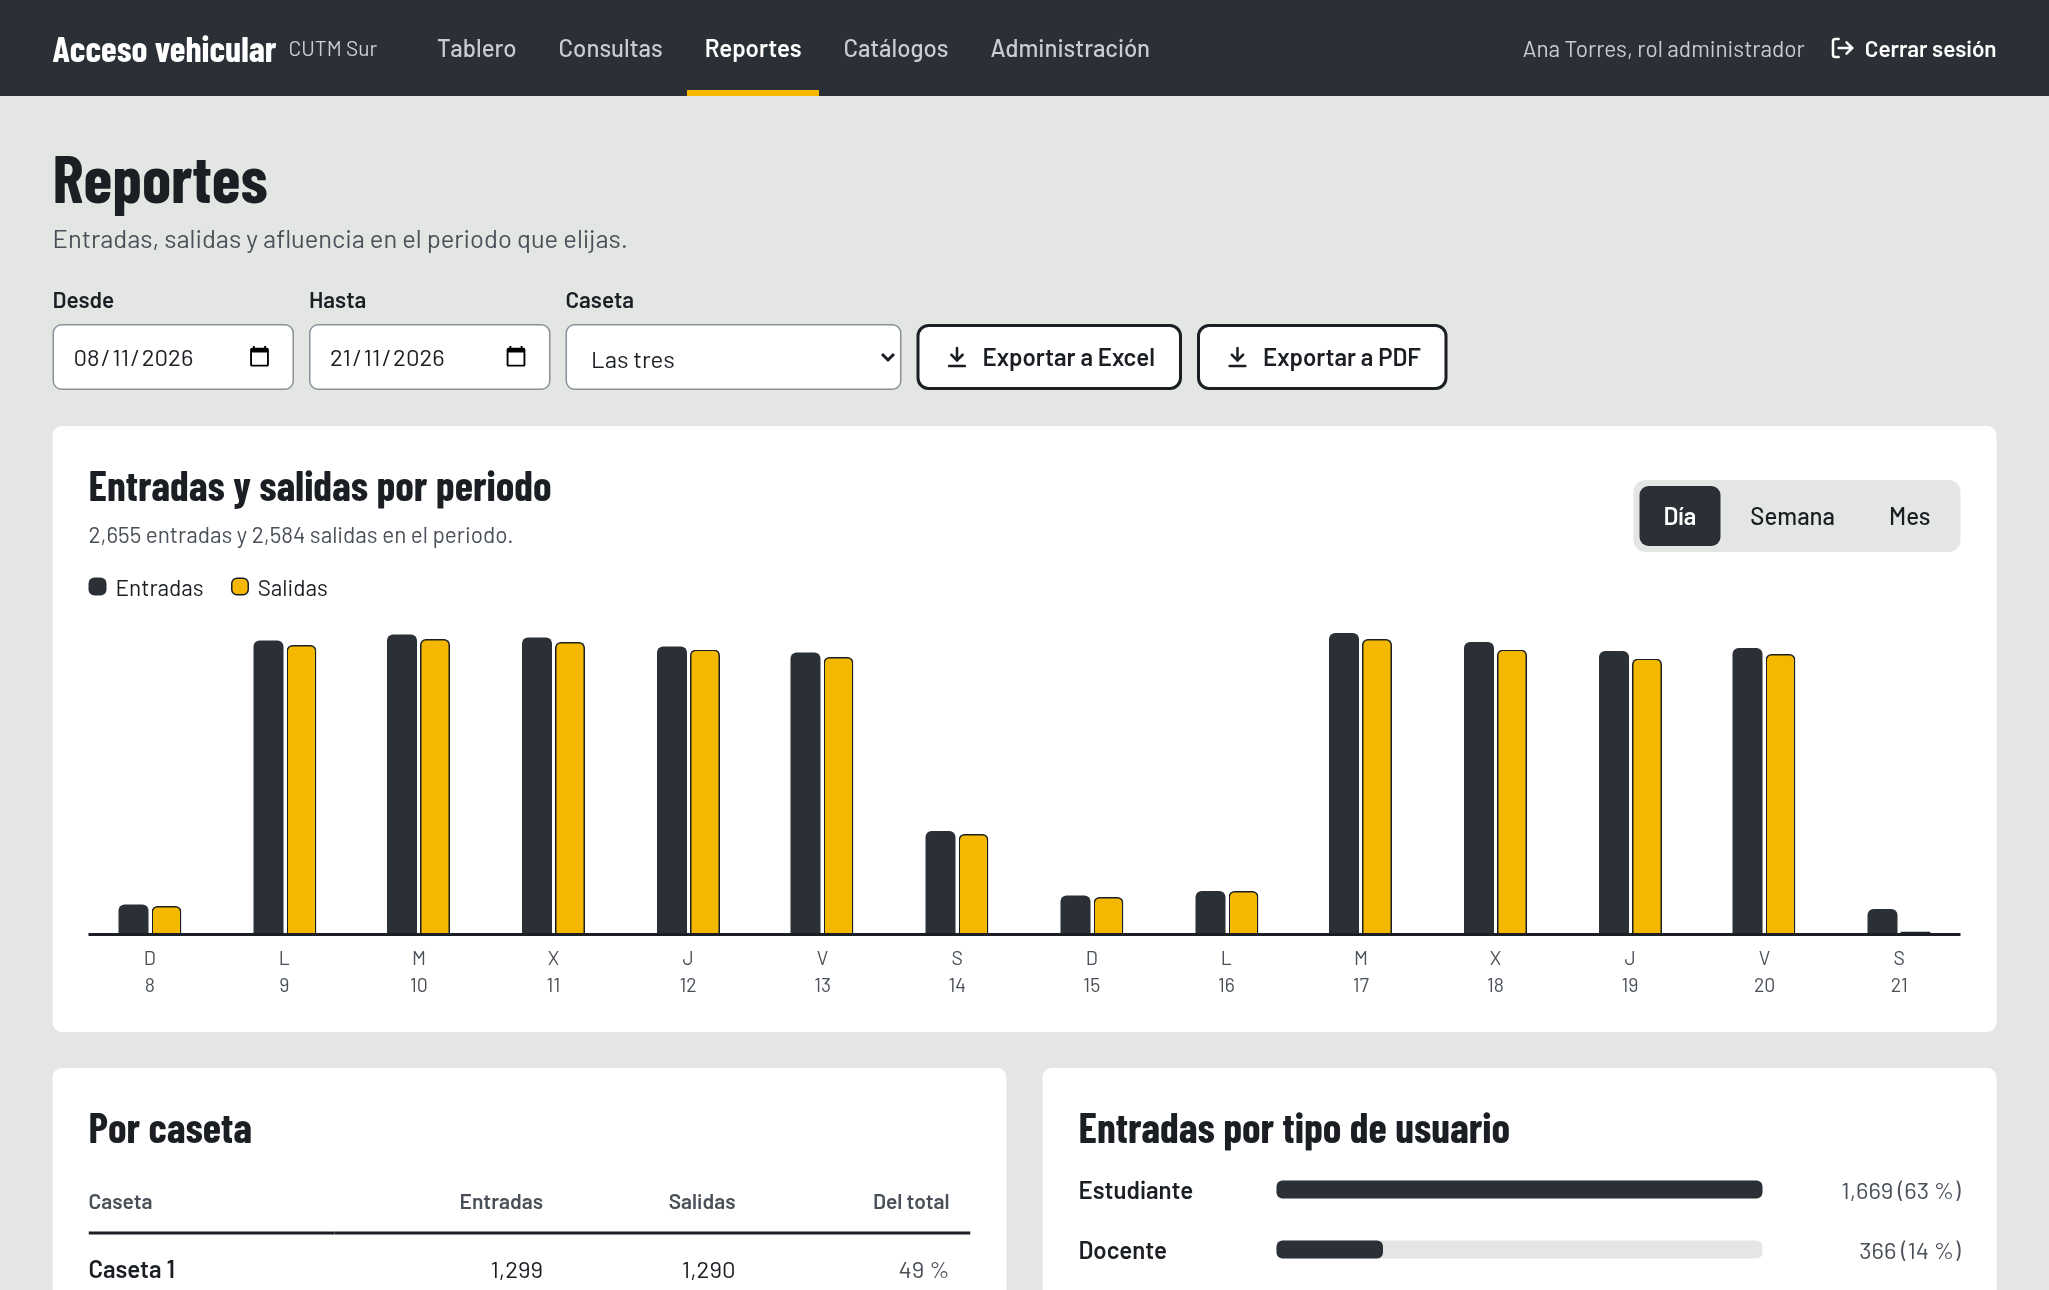 Acceso vehicular CUTM Sur Tablero Consultas Reportes Catálogos Administración Ana Torres, rol administrador Cerrar sesión
Reportes
Entradas, salidas y afluencia en el periodo que elijas.
Desde Hasta Caseta
08/11/2026 21/11/2026 Las tres Exportar a Excel Exportar a PDF
Entradas y salidas por periodo
2,655 entradas y 2,584 salidas en el periodo.
Día Semana Mes
Entradas Salidas
D L M X J V S D L M X J V S
8 9 10 11 12 13 14 15 16 17 18 19 20 21
Por caseta
Caseta Entradas Salidas Del total
Caseta 1 1,299 1,290 49 %
Entradas por tipo de usuario
Estudiante 1,669 (63 %)
Docente 366 (14 %)